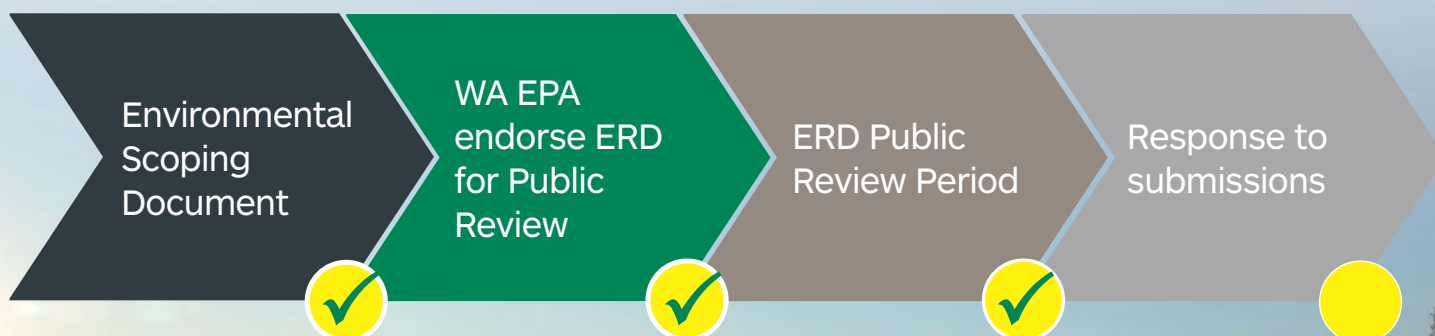 Environmental
Scoping
Document
WA EPA
endorse ERD
for Public
Review
ERD Public
Review Period
Response to
submissions